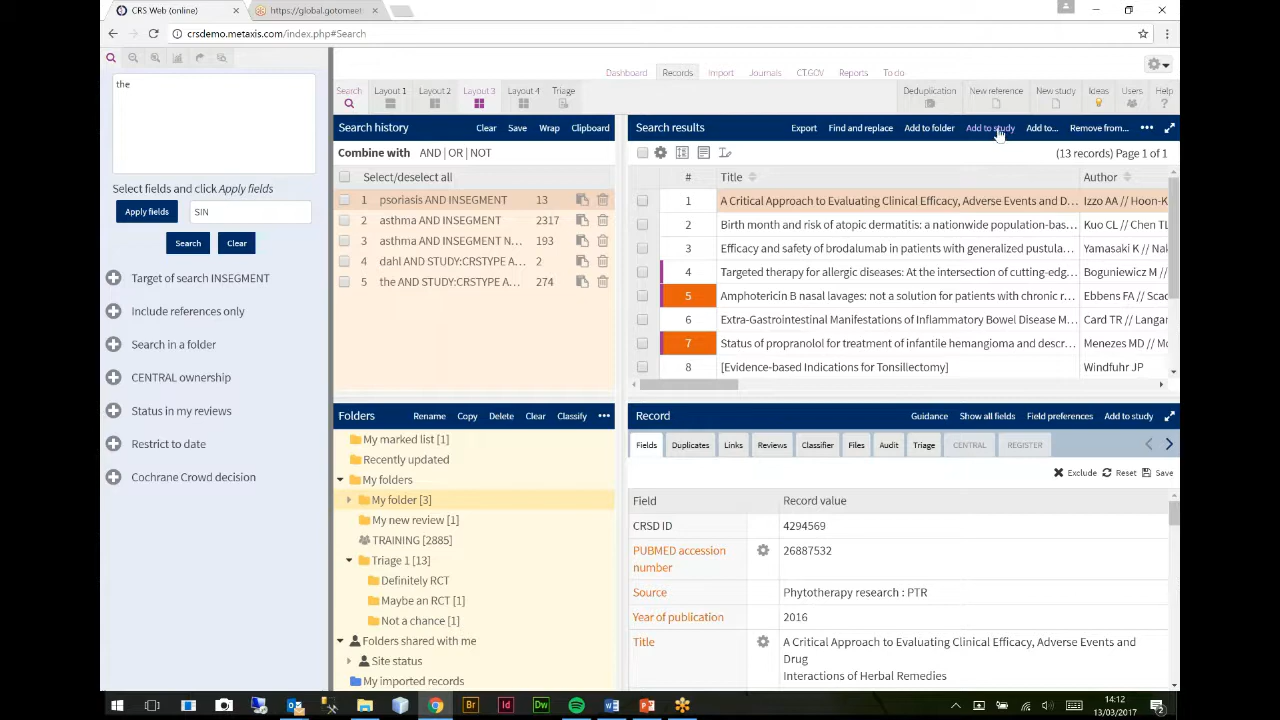 CRS Web (online)
https://global.gotomeet
crsdemo.metaxis.com/index.php#Search
Dashboard Records Import Journals CT.GOV Reports To do
Search Layout 1 Layout 2 Layout 3 Layout 4 Triage Deduplication New reference New study Ideas Users Help
the
Select fields and click Apply fields
Apply fields SIN
Search Clear
Target of search INSEGMENT
Include references only
Search in a folder
CENTRAL ownership
Status in my reviews
Restrict to date
Cochrane Crowd decision
Search history Clear Save Wrap Clipboard
Combine with AND | OR | NOT
Select/deselect all
1 psoriasis AND INSEGMENT 13
2 asthma AND INSEGMENT 2317
3 asthma AND INSEGMENT N... 193
4 dahl AND STUDY:CRSTYPE A... 2
5 the AND STUDY:CRSTYPE A... 274
Search results Export Find and replace Add to folder Add to study Add to... Remove from... •••
(13 records) Page 1 of 1
# Title Author
1 A Critical Approach to Evaluating Clinical Efficacy, Adverse Events and D... Izzo AA // Hoon-K
2 Birth month and risk of atopic dermatitis: a nationwide population-bas... Kuo CL // Chen TL
3 Efficacy and safety of brodalumab in patients with generalized pustula... Yamasaki K // Nak
4 Targeted therapy for allergic diseases: At the intersection of cutting-edg... Boguniewicz M //
5 Amphotericin B nasal lavages: not a solution for patients with chronic r... Ebbens FA // Scad
6 Extra-Gastrointestinal Manifestations of Inflammatory Bowel Disease M... Card TR // Langan
7 Status of propranolol for treatment of infantile hemangioma and descr... Menezes MD // Mo
8 [Evidence-based Indications for Tonsillectomy] Windfuhr JP
Folders Rename Copy Delete Clear Classify •••
My marked list [1]
Recently updated
My folders
My folder [3]
My new review [1]
TRAINING [2885]
Triage 1 [13]
Definitely RCT
Maybe an RCT [1]
Not a chance [1]
Folders shared with me
Site status
My imported records
Record Guidance Show all fields Field preferences Add to study
Fields Duplicates Links Reviews Classifier Files Audit Triage CENTRAL REGISTER
Exclude Reset Save
Field Record value
CRSD ID 4294569
PUBMED accession 26887532
number
Source Phytotherapy research : PTR
Year of publication 2016
Title A Critical Approach to Evaluating Clinical Efficacy, Adverse Events and
Drug
Interactions of Herbal Remedies
Br Id Dw
14:12
13/03/2017
2